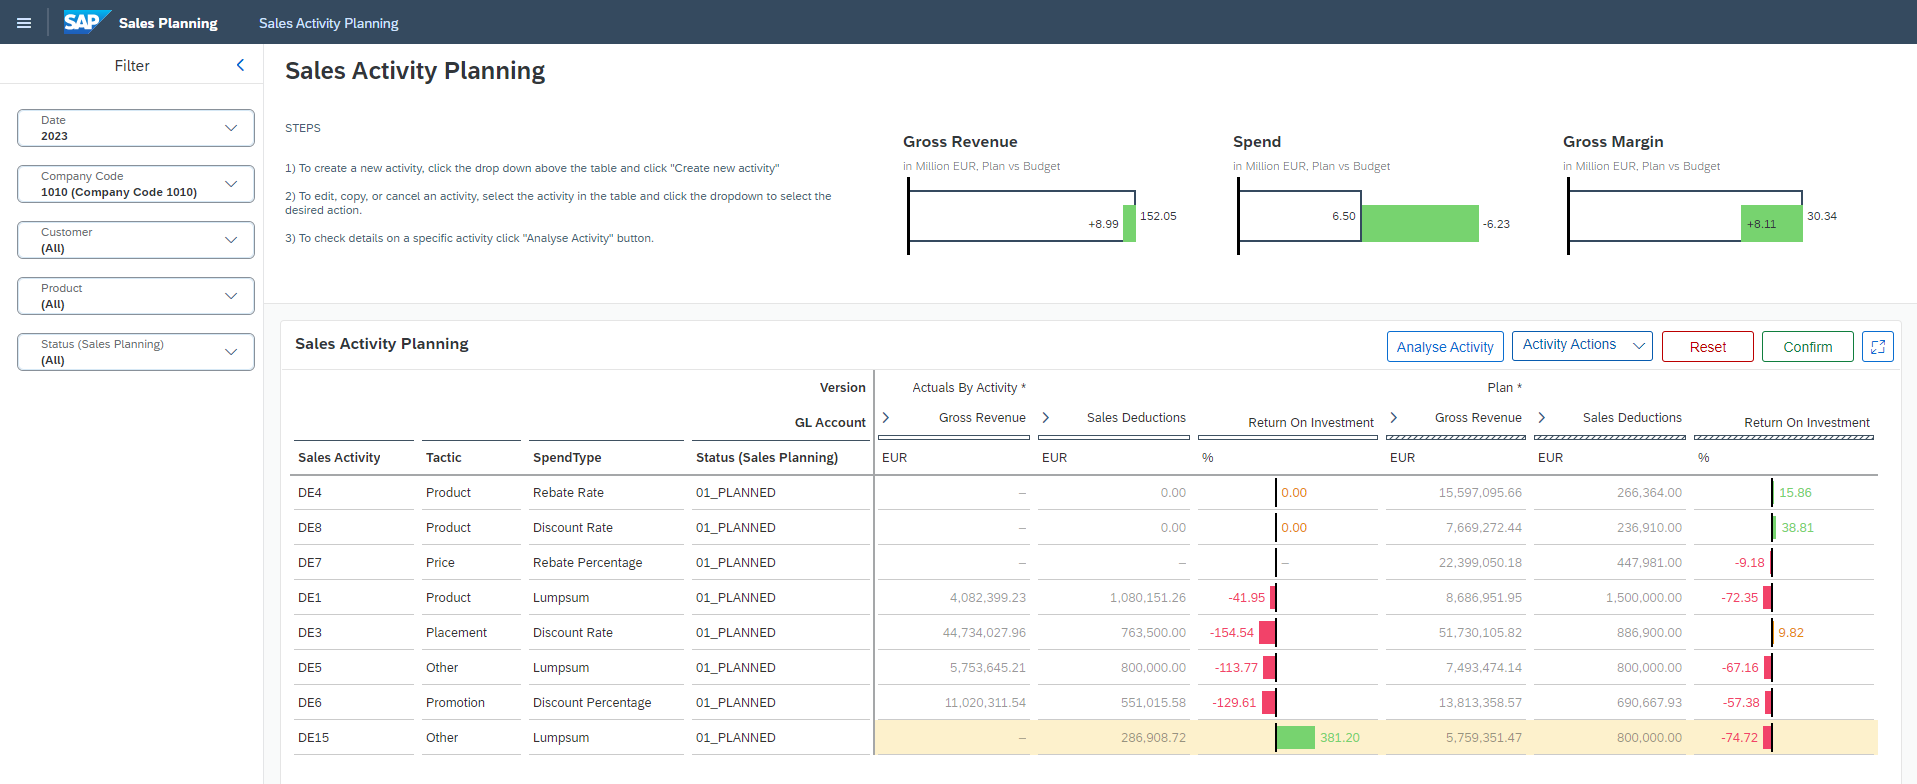 SAP Sales Planning Sales Activity Planning
Filter
Date
2023
Company Code
1010 (Company Code 1010)
Customer
(All)
Product
(All)
Status (Sales Planning)
(All)
Sales Activity Planning
STEPS
1) To create a new activity, click the drop down above the table and click "Create new activity"
2) To edit, copy, or cancel an activity, select the activity in the table and click the dropdown to select the
desired action.
3) To check details on a specific activity click "Analyse Activity" button.
Gross Revenue
in Million EUR, Plan vs Budget
+8.99 152.05
Spend
in Million EUR, Plan vs Budget
6.50 -6.23
Gross Margin
in Million EUR, Plan vs Budget
+8.11 30.34
Sales Activity Planning Analyse Activity Activity Actions Reset Confirm
Version Actuals By Activity * Plan *
GL Account Gross Revenue Sales Deductions Return On Investment Gross Revenue Sales Deductions Return On Investment
Sales Activity Tactic SpendType Status (Sales Planning) EUR EUR % EUR EUR %
DE4 Product Rebate Rate 01_PLANNED – 0.00 0.00 15,597,095.66 266,364.00 15.86
DE8 Product Discount Rate 01_PLANNED – 0.00 0.00 7,669,272.44 236,910.00 38.81
DE7 Price Rebate Percentage 01_PLANNED – – – 22,399,050.18 447,981.00 -9.18
DE1 Product Lumpsum 01_PLANNED 4,082,399.23 1,080,151.26 -41.95 8,686,951.95 1,500,000.00 -72.35
DE3 Placement Discount Rate 01_PLANNED 44,734,027.96 763,500.00 -154.54 51,730,105.82 886,900.00 9.82
DE5 Other Lumpsum 01_PLANNED 5,753,645.21 800,000.00 -113.77 7,493,474.14 800,000.00 -67.16
DE6 Promotion Discount Percentage 01_PLANNED 11,020,311.54 551,015.58 -129.61 13,813,358.57 690,667.93 -57.38
DE15 Other Lumpsum 01_PLANNED – 286,908.72 381.20 5,759,351.47 800,000.00 -74.72